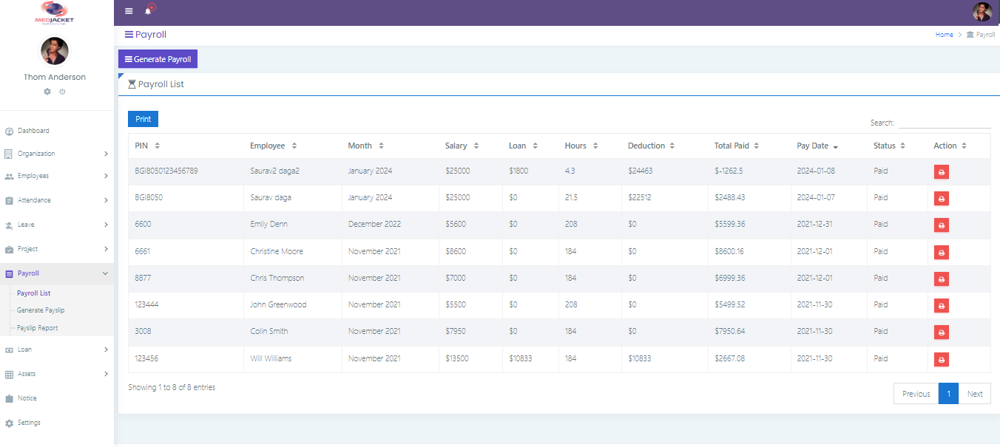 MEDJACKET
Thom Anderson
Dashboard
Organization
Employees
Attendance
Leave
Project
Payroll
Payroll List
Generate Payslip
Payslip Report
Loan
Assets
Notice
Settings
Payroll
Home > Payroll
Generate Payroll
Payroll List
Print
Search:
PIN Employee Month Salary Loan Hours Deduction Total Paid Pay Date Status Action
BGI8050123456789 Saurav2 daga2 January 2024 $25000 $1800 4.3 $24463 $-1262.5 2024-01-08 Paid
BGI8050 Saurav daga January 2024 $25000 $0 21.5 $22512 $2488.43 2024-01-07 Paid
6600 Emily Denn December 2022 $5600 $0 208 $0 $5599.36 2021-12-31 Paid
6661 Christine Moore November 2021 $8600 $0 184 $0 $8600.16 2021-12-01 Paid
8877 Chris Thompson November 2021 $7000 $0 184 $0 $6999.36 2021-12-01 Paid
123444 John Greenwood November 2021 $5500 $0 208 $0 $5499.52 2021-11-30 Paid
3008 Colin Smith November 2021 $7950 $0 184 $0 $7950.64 2021-11-30 Paid
123456 Will Williams November 2021 $13500 $10833 184 $10833 $2667.08 2021-11-30 Paid
Showing 1 to 8 of 8 entries
Previous 1 Next